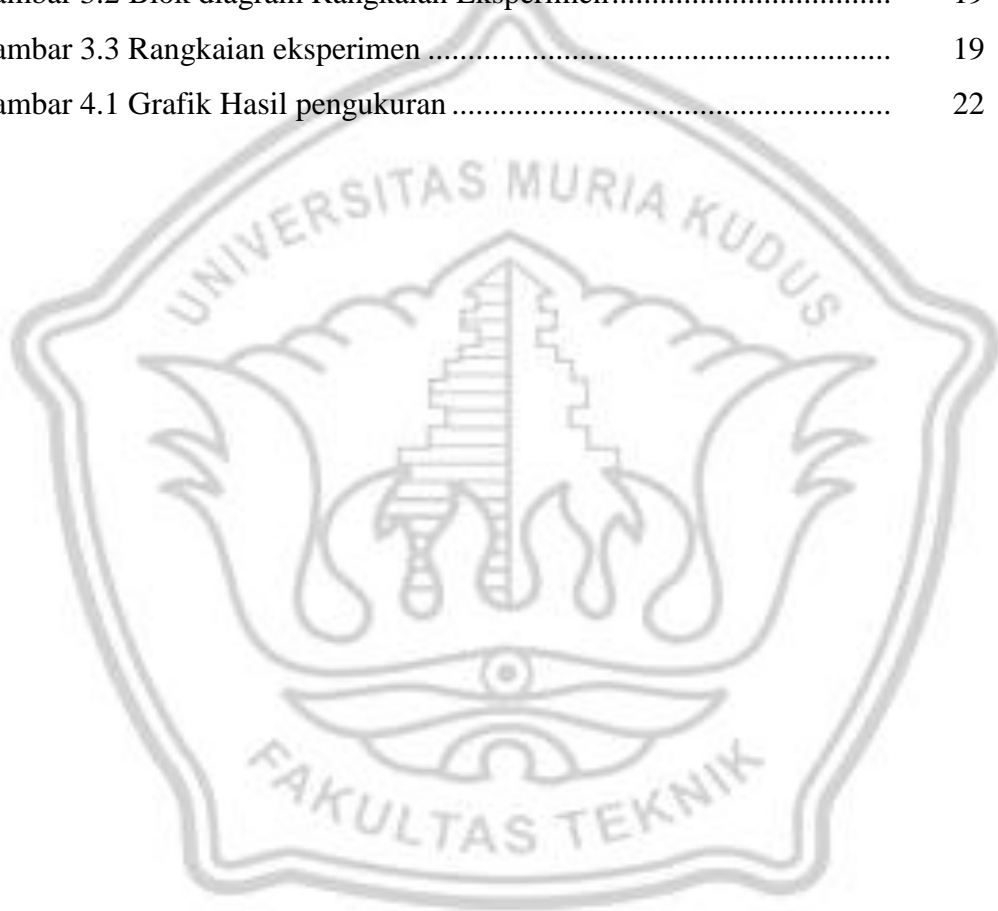 Gambar 3.2 Blok diagram Rangkaian Eksperimen.................................... 19
ambar 3.3 Rangkaian eksperimen ............................................................ 19
ambar 4.1 Grafik Hasil pengukuran ......................................................... 22
UNIVERSITAS MURIA KUDUS
FAKULTAS TEKNIK